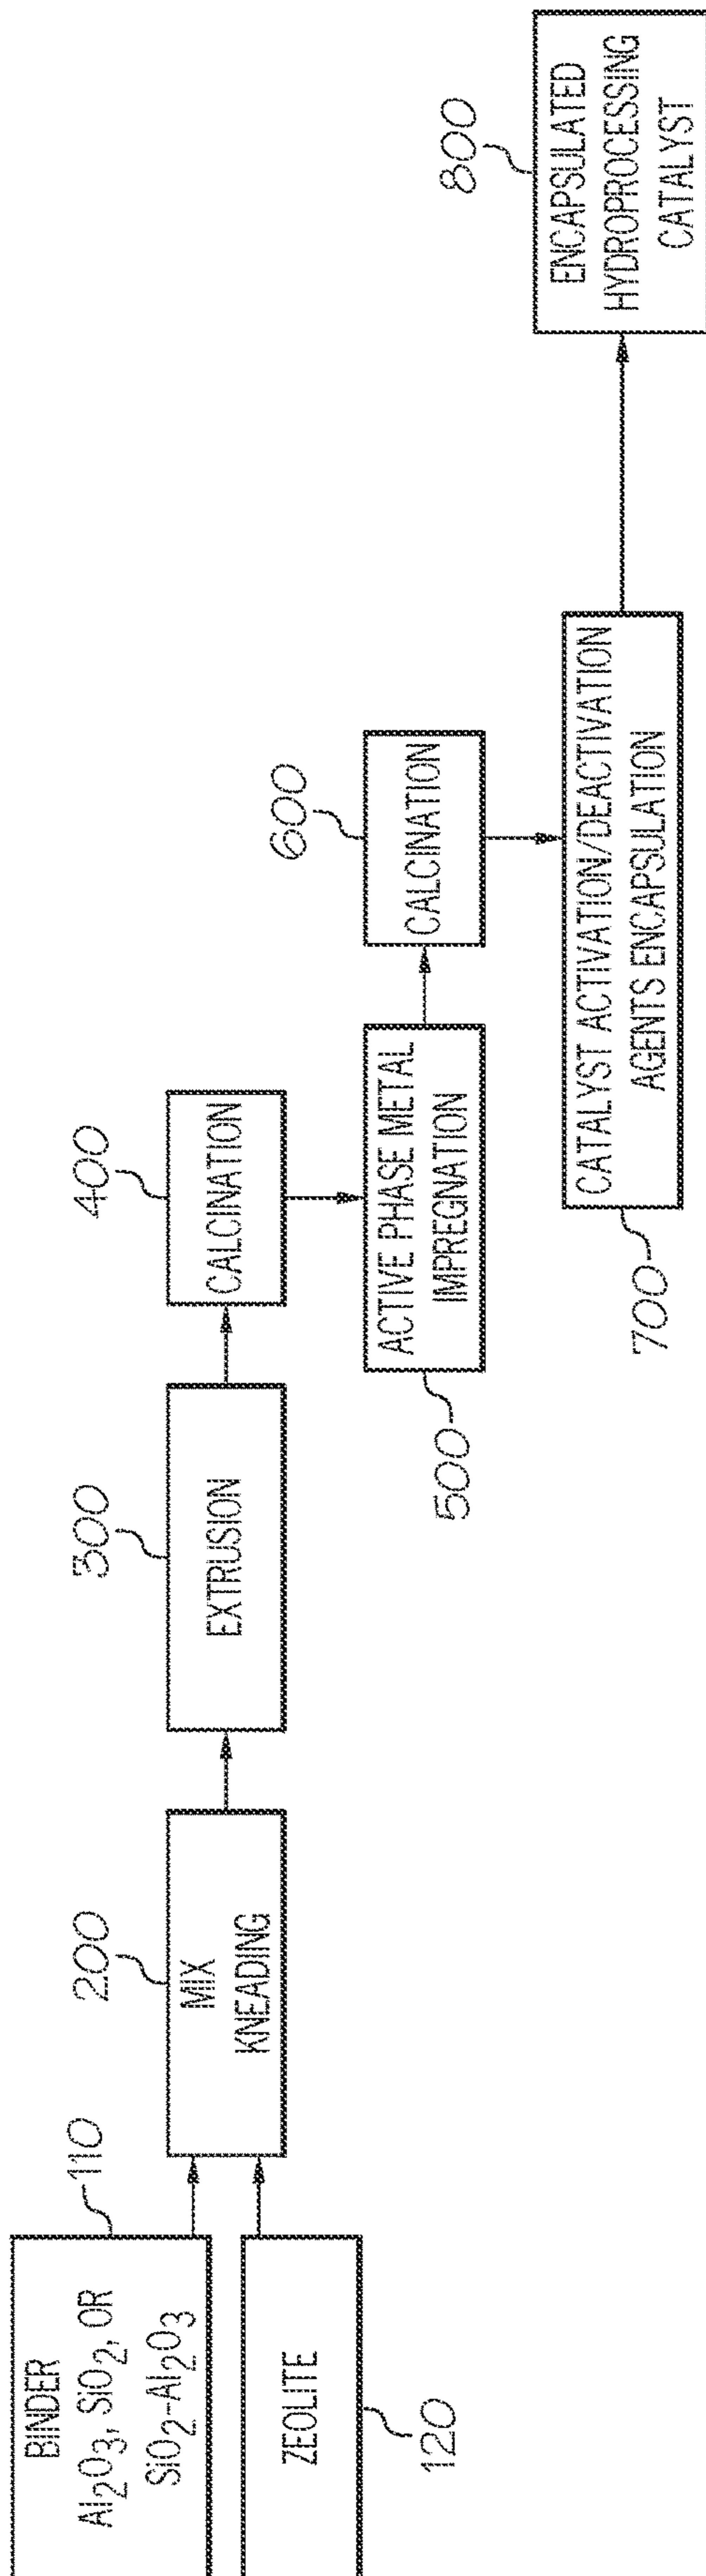 BINDER
Al2O3, SiO2, OR
SiO2-Al2O3
110
ZEOLITE
120
MIX
KNEADING
200
EXTRUSION
300
CALCINATION
400
ACTIVE PHASE METAL
IMPREGNATION
500
CALCINATION
600
CATALYST ACTIVATION/DEACTIVATION
AGENTS ENCAPSULATION
700
ENCAPSULATED
HYDROPROCESSING
CATALYST
800